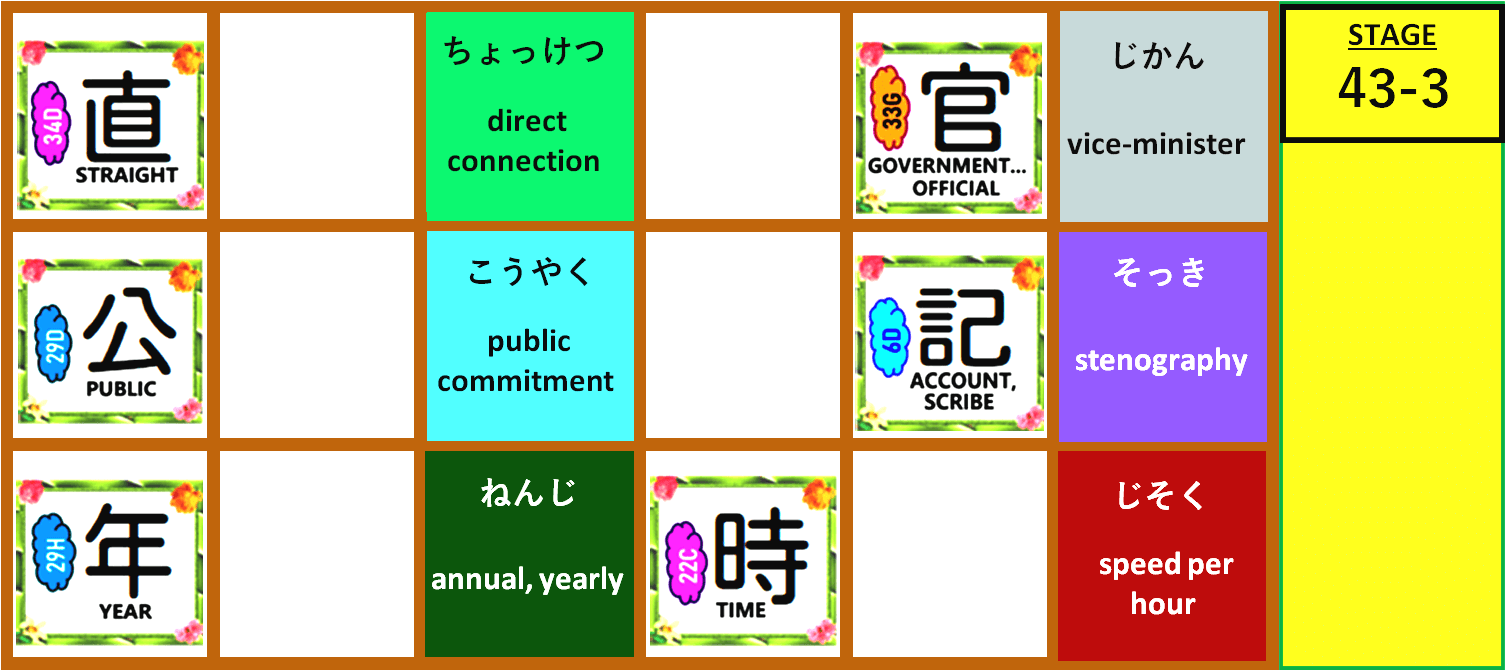 34D
直
STRAIGHT
ちょっけつ
direct
connection
33G
官
GOVERNMENT...
OFFICIAL
じかん
vice-minister
STAGE
43-3
29D
公
PUBLIC
こうやく
public
commitment
6D
記
ACCOUNT,
SCRIBE
そっき
stenography
29H
年
YEAR
ねんじ
annual, yearly
22C
時
TIME
じそく
speed per
hour